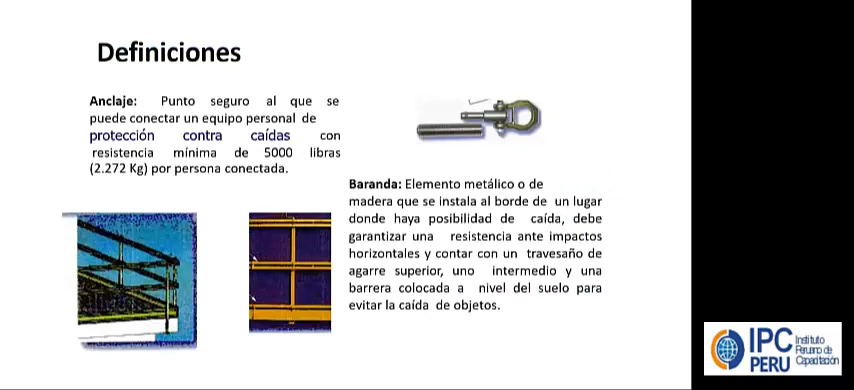 Definiciones
Anclaje: Punto seguro al que se
puede conectar un equipo personal de
protección contra caídas con
resistencia mínima de 5000 libras
(2.272 Kg) por persona conectada.
Baranda: Elemento metálico o de
madera que se instala al borde de un lugar
donde haya posibilidad de caída, debe
garantizar una resistencia ante impactos
horizontales y contar con un travesaño de
agarre superior, uno intermedio y una
barrera colocada a nivel del suelo para
evitar la caída de objetos.
IPC
PERU
Instituto
Peruano de
Capacitación